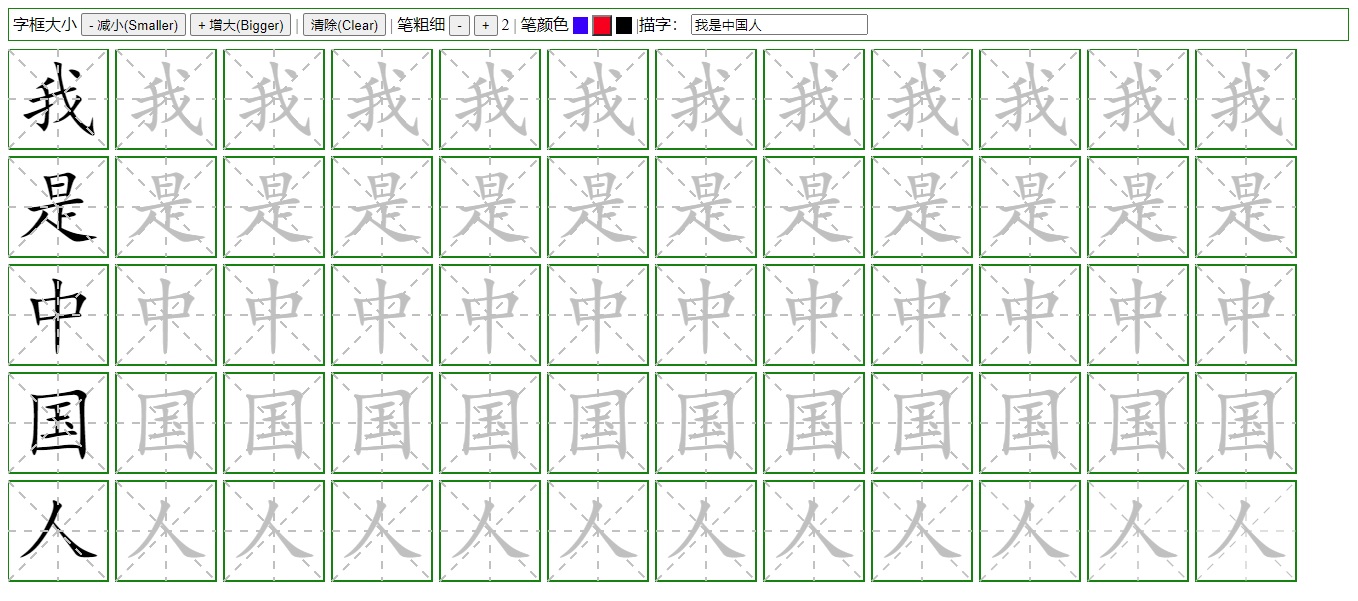 字框大小 - 减小(Smaller) + 增大(Bigger) | 清除(Clear) | 笔粗细 - + 2 | 笔颜色 |描字： 我是中国人
我 我 我 我 我 我 我 我 我 我 我 我
是 是 是 是 是 是 是 是 是 是 是 是
中 中 中 中 中 中 中 中 中 中 中 中
国 国 国 国 国 国 国 国 国 国 国 国
人 人 人 人 人 人 人 人 人 人 人 人